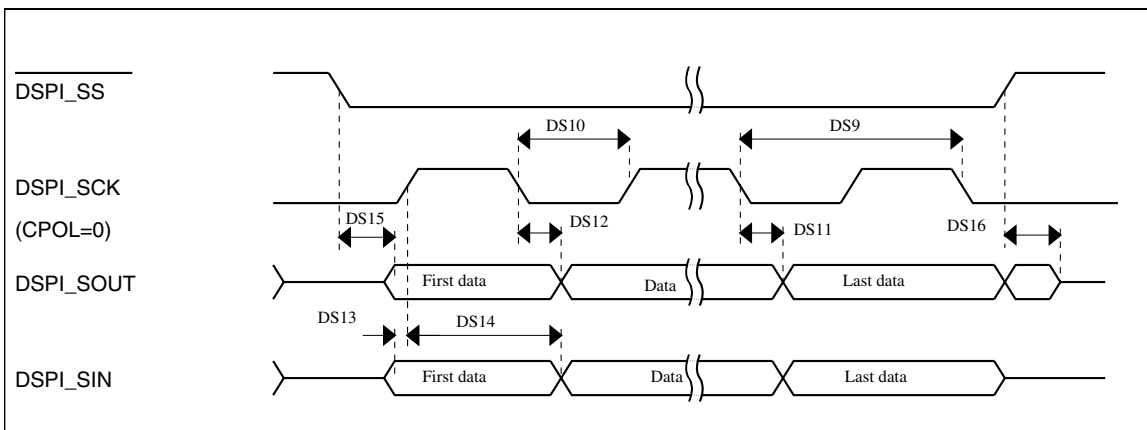 DSPI_SS
DS10
DS9
DSPI_SCK
(CPOL=0)
DS15
DS12
DS11
DS16
DSPI_SOUT
First data
Data
Last data
DS13
DS14
DSPI_SIN
First data
Data
Last data